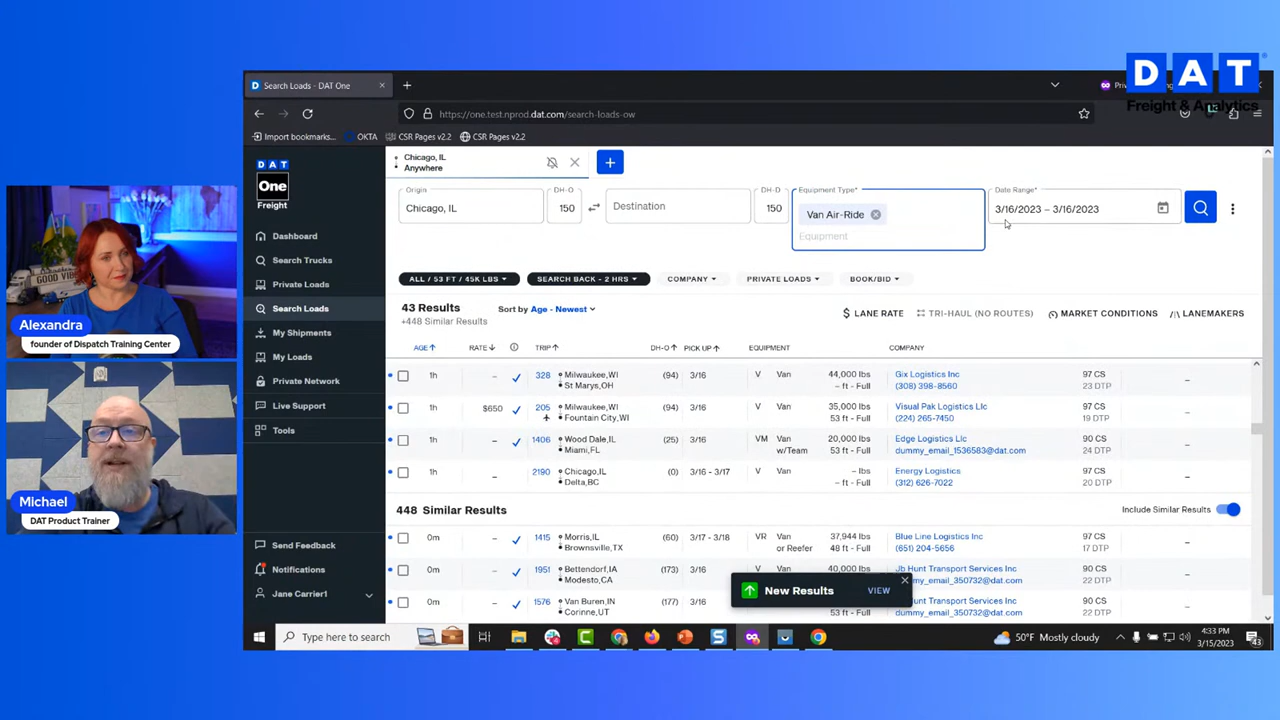 DAT
Freight & Analytics
Search Loads - DAT One
https://one.test.nprod.dat.com/search-loads-ow
Import bookmarks...
OKTA
CSR Pages v2.2
CSR Pages v2.2
DAT
One
Freight
Dashboard
Search Trucks
Private Loads
Search Loads
My Shipments
My Loads
Private Network
Live Support
Tools
Send Feedback
Notifications
Jane Carrier1
GOOD VIBES
Alexandra
founder of Dispatch Training Center
Michael
DAT Product Trainer
Chicago, IL
Anywhere
Origin
Chicago, IL
DH-O
150
Destination
DH-D
150
Equipment Type*
Van Air-Ride
Equipment
Date Range*
3/16/2023 – 3/16/2023
ALL / 53 FT / 45K LBS
SEARCH BACK - 2 HRS
COMPANY
PRIVATE LOADS
BOOK/BID
43 Results
+448 Similar Results
Sort by Age - Newest
$ LANE RATE
TRI-HAUL (NO ROUTES)
MARKET CONDITIONS
LANEMAKERS
AGE RATE TRIP DH-O PICK UP EQUIPMENT COMPANY
1h – 328 Milwaukee,WI (94) 3/16 V Van 44,000 lbs Gix Logistics Inc 97 CS –
St Marys,OH – ft - Full (308) 398-8560 23 DTP
1h $650 205 Milwaukee,WI (94) 3/16 V Van 35,000 lbs Visual Pak Logistics Llc 97 CS –
Fountain City,WI 53 ft - Full (224) 265-7450 19 DTP
1h – 1406 Wood Dale,IL (25) 3/16 VM Van 20,000 lbs Edge Logistics Llc 90 CS –
Miami,FL w/Team 53 ft - Full dummy_email_1536583@dat.com 24 DTP
1h – 2190 Chicago,IL (0) 3/16 - 3/17 V Van – lbs Energy Logistics 97 CS –
Delta,BC – ft - Full (312) 626-7022 20 DTP
448 Similar Results
Include Similar Results
0m – 1415 Morris,IL (60) 3/17 - 3/18 VR Van 37,944 lbs Blue Line Logistics Inc 97 CS –
Brownsville,TX or Reefer 48 ft - Full (651) 204-5656 17 DTP
0m – 1951 Bettendorf,IA (173) 3/16 V Van 40,000 lbs Jb Hunt Transport Services Inc 90 CS –
Modesto,CA dummy_email_350732@dat.com 22 DTP
0m – 1576 Van Buren,IN (177) 3/16 Hunt Transport Services Inc 90 CS –
Corinne,UT 53 ft - Full dummy_email_350732@dat.com 22 DTP
New Results
VIEW
Type here to search
50°F Mostly cloudy
4:33 PM
3/15/2023
43